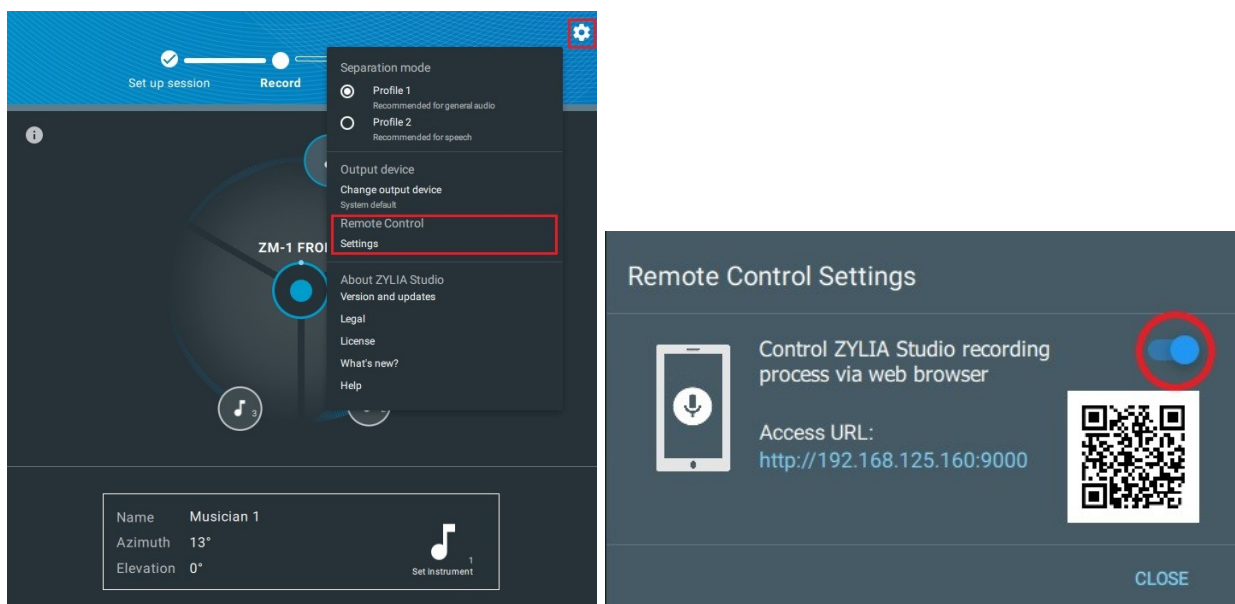 Set up session
Record
Separation mode
Profile 1
Recommended for general audio
Profile 2
Recommended for speech
Output device
Change output device
System default
Remote Control
Settings
About ZYLIA Studio
Version and updates
Legal
License
What's new?
Help
ZM-1 FRO
3
Name Musician 1
Azimuth 13°
Elevation 0°
1
Set instrument
Remote Control Settings
Control ZYLIA Studio recording
process via web browser
Access URL:
http://192.168.125.160:9000
CLOSE